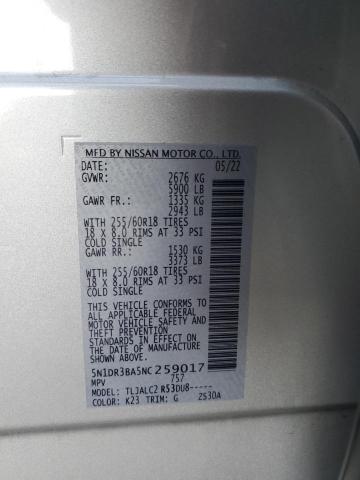 MFD BY NISSAN MOTOR CO., LTD.
DATE: 05/22
GVWR: 2676 KG
5900 LB
GAWR FR.: 1335 KG
2943 LB
WITH 255/60R18 TIRES
18 X 8.0 RIMS AT 33 PSI
COLD SINGLE
GAWR RR.: 1530 KG
3373 LB
WITH 255/60R18 TIRES
18 X 8.0 RIMS AT 33 PSI
COLD SINGLE
THIS VEHICLE CONFORMS TO
ALL APPLICABLE FEDERAL
MOTOR VEHICLE SAFETY
AND THEFT PREVENTION
STANDARDS IN EFFECT ON
THE DATE OF MANUFACTURE
SHOWN ABOVE.
5N1DR3BA5NC259017
MPV 757
MODEL: TLJALC2 R53DU8-----
COLOR: K23 TRIM: G 2S30A